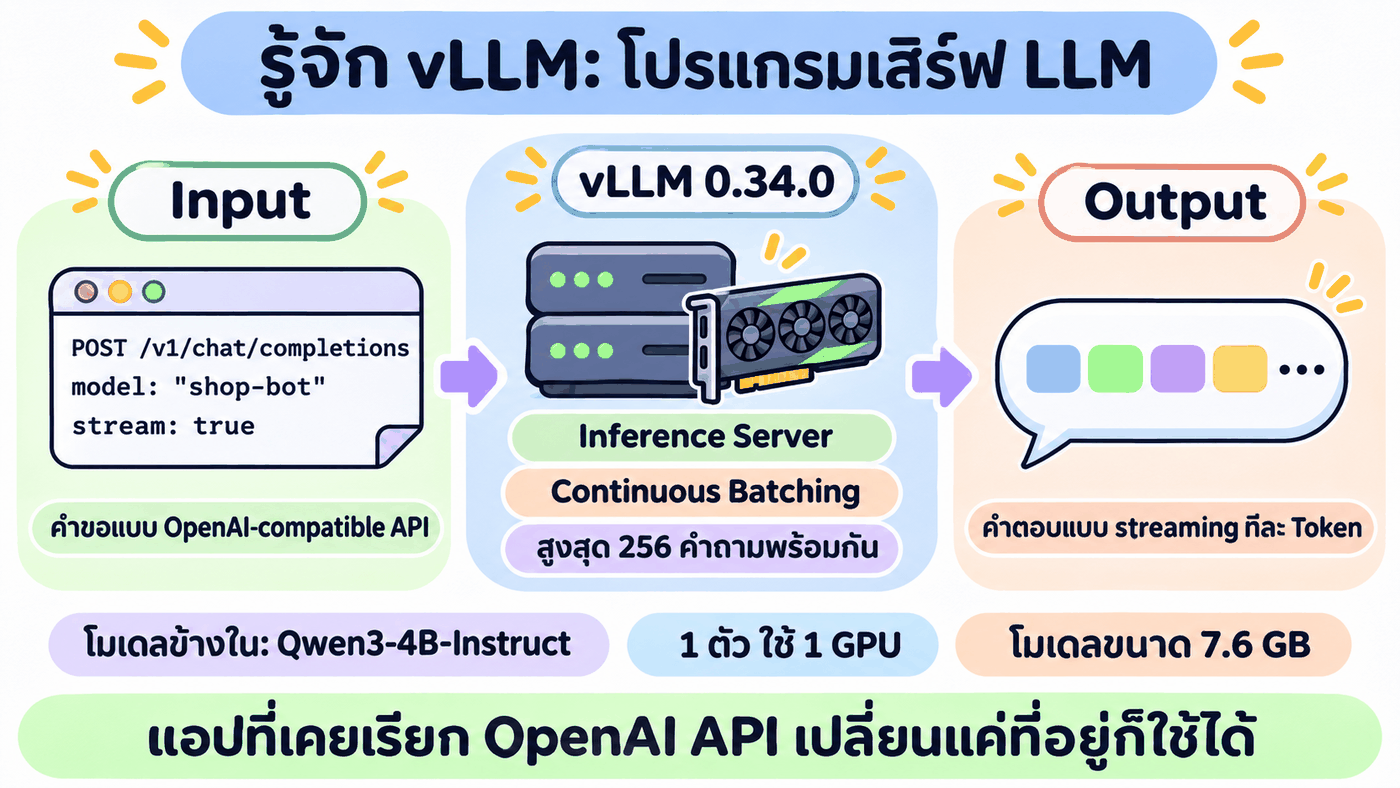 รู้จัก vLLM: โปรแกรมเสิร์ฟ LLM
Input
POST /v1/chat/completions
model: "shop-bot"
stream: true
คำขอแบบ OpenAI-compatible API
vLLM 0.34.0
Inference Server
Continuous Batching
สูงสุด 256 คำถามพร้อมกัน
Output
คำตอบแบบ streaming ทีละ Token
โมเดลข้างใน: Qwen3-4B-Instruct
1 ตัว ใช้ 1 GPU
โมเดลขนาด 7.6 GB
แอปที่เคยเรียก OpenAI API เปลี่ยนแค่ที่อยู่ก็ใช้ได้